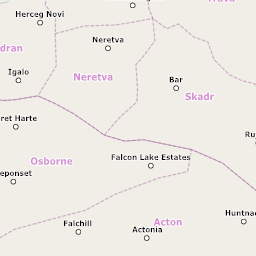 Herceg Novi
Neretva
dran
Igalo
Neretva
Bar
Skadr
ret Harte
Ru
Osborne
Falcon Lake Estates
eponset
Falchill
Acton
Actonia
Huntnac